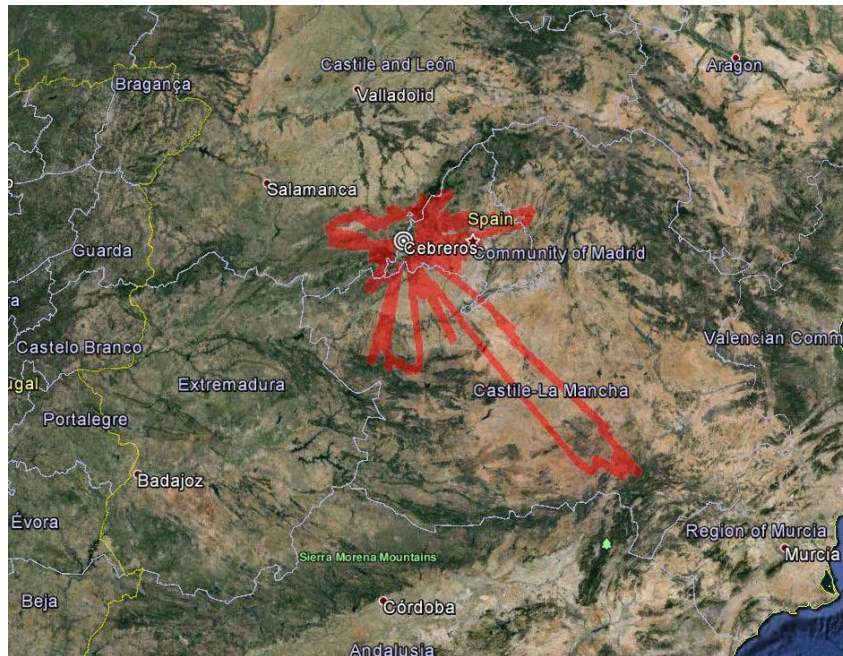 Castile and León
Aragon
Bragança
Valladolid
Salamanca
Spain
Guarda
Cebreros
Community of Madrid
Castelo Branco
Valencian Comm
ugal
Extremadura
Castile-La Mancha
Portalegre
Badajoz
Évora
Region of Murcia
Sierra Morena Mountains
Murcia
Beja
Córdoba
Andalusia